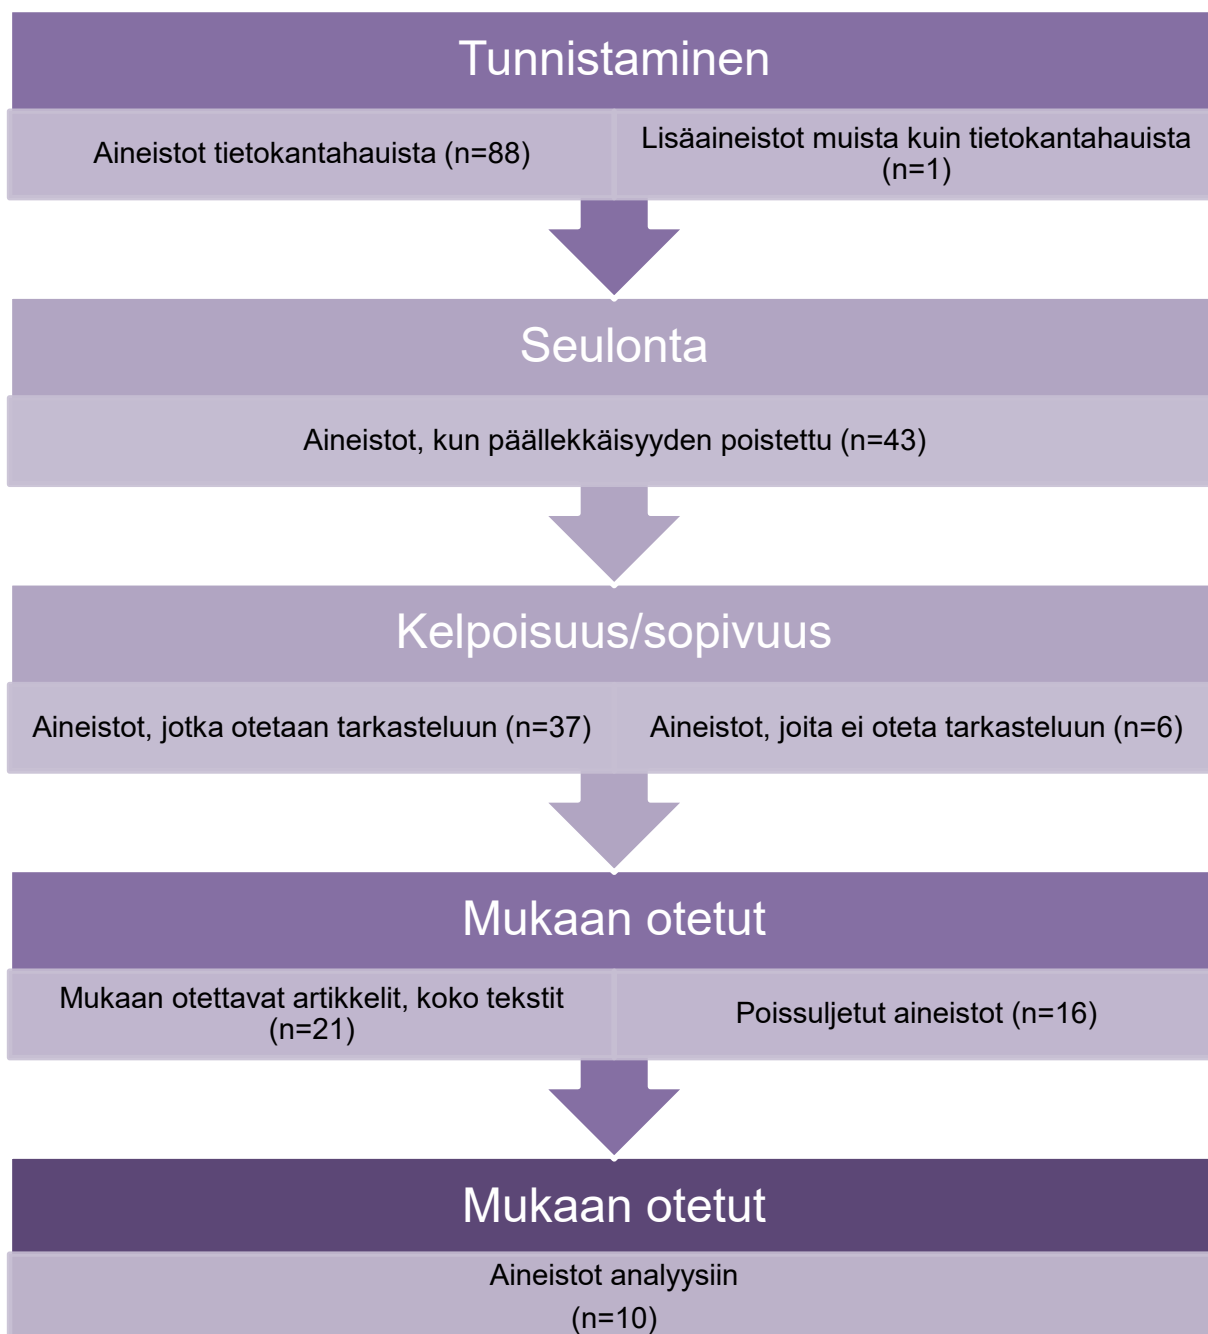 Tunnistaminen
Aineistot tietokantahauista (n=88)
Lisäaineistot muista kuin tietokantahauista
(n=1)
Seulonta
Aineistot, kun päällekkäisyyden poistettu (n=43)
Kelpoisuus/sopivuus
Aineistot, jotka otetaan tarkasteluun (n=37)
Aineistot, joita ei oteta tarkasteluun (n=6)
Mukaan otetut
Mukaan otettavat artikkelit, koko tekstit
(n=21)
Poissuljetut aineistot (n=16)
Mukaan otetut
Aineistot analyysiin
(n=10)